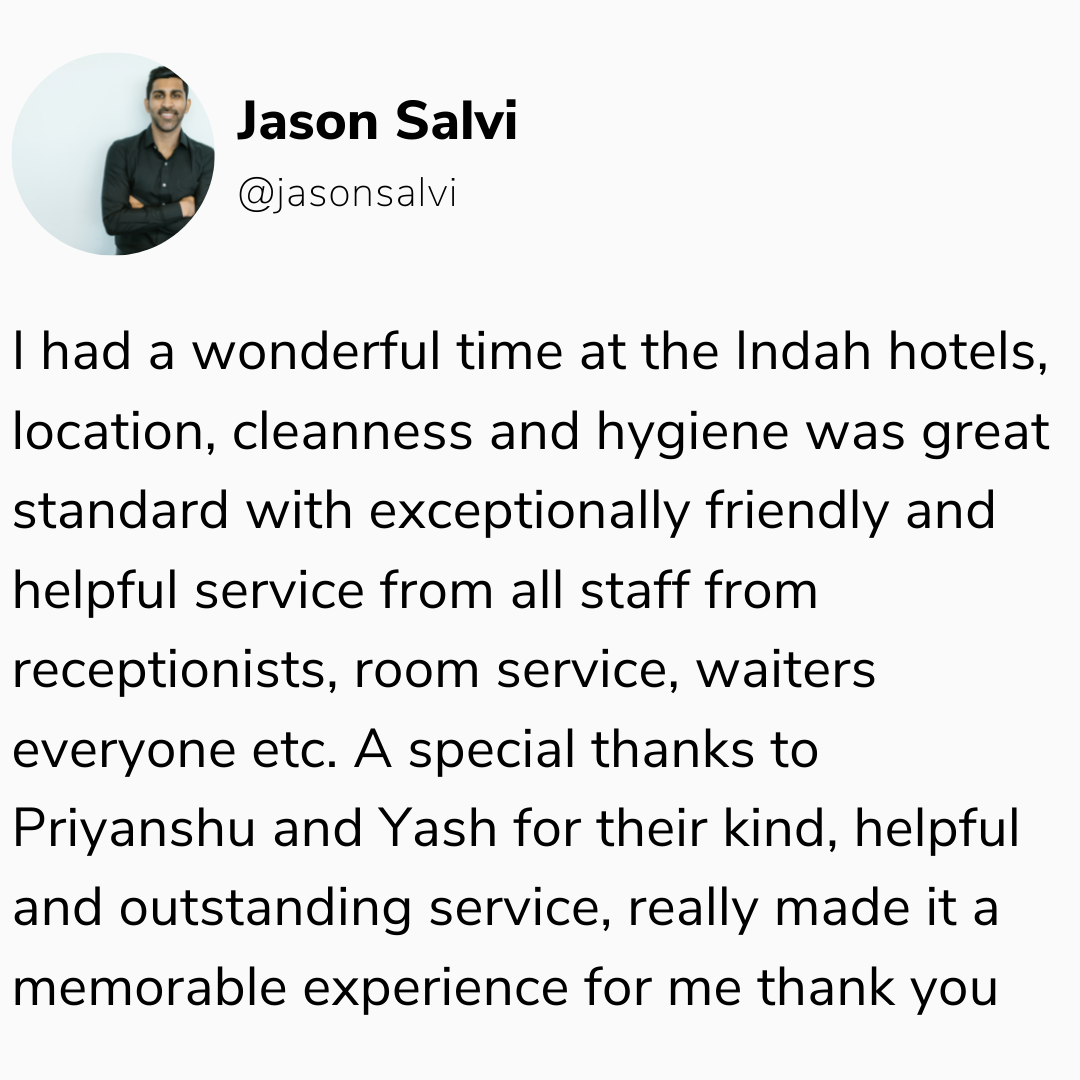 Jason Salvi
@jasonsalvi
I had a wonderful time at the Indah hotels,
location, cleanness and hygiene was great
standard with exceptionally friendly and
helpful service from all staff from
receptionists, room service, waiters
everyone etc. A special thanks to
Priyanshu and Yash for their kind, helpful
and outstanding service, really made it a
memorable experience for me thank you